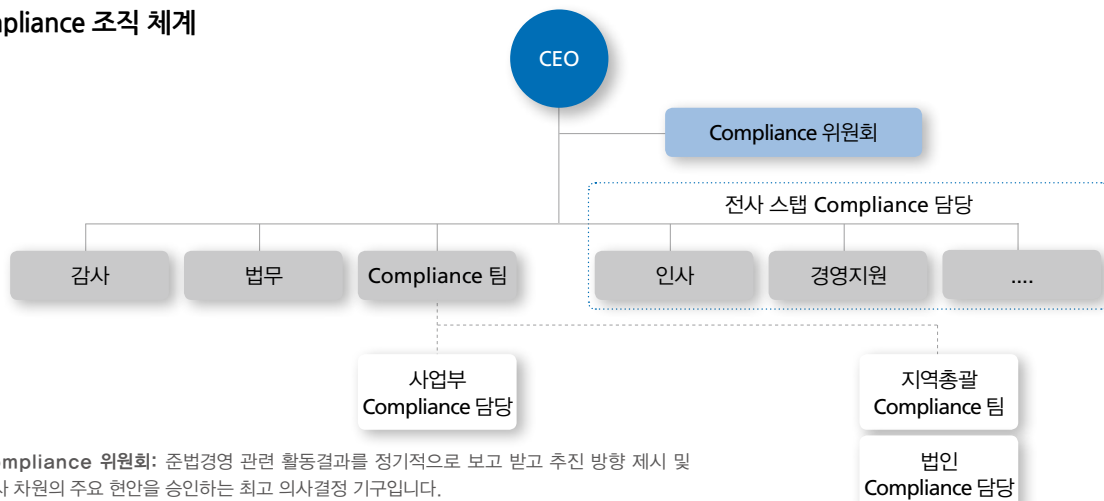 mpliance 조직 체계
CEO
Compliance 위원회
전사 스탭 Compliance 담당
감사
법무
Compliance 팀
인사
경영지원
....
사업부
Compliance 담당
지역총괄
Compliance 팀
법인
Compliance 담당
ompliance 위원회: 준법경영 관련 활동결과를 정기적으로 보고 받고 추진 방향 제시 및
차원의 주요 현안을 승인하는 최고 의사결정 기구입니다.